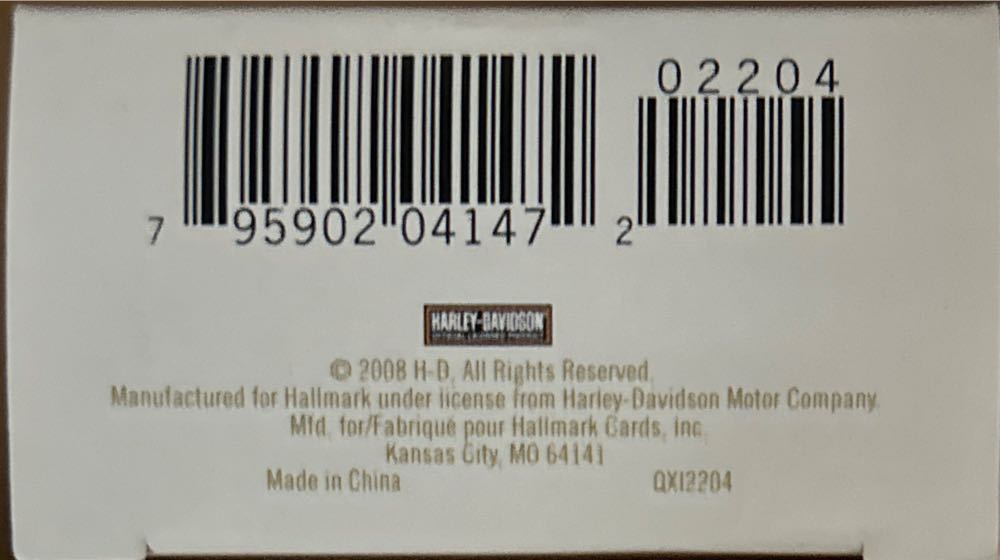 02204
7 95902 04147 2
HARLEY-DAVIDSON
© 2008 H-D, All Rights Reserved.
Manufactured for Hallmark under license from Harley-Davidson Motor Company.
Mfd. for/Fabriqué pour Hallmark Cards, Inc.
Kansas City, MO 64141
Made in China QXI2204